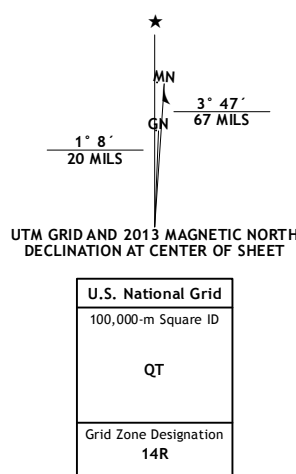 ★
MN
GN
3° 47´
67 MILS
1° 8´
20 MILS
UTM GRID AND 2013 MAGNETIC NORTH
DECLINATION AT CENTER OF SHEET
U.S. National Grid
100,000-m Square ID
QT
Grid Zone Designation
14R